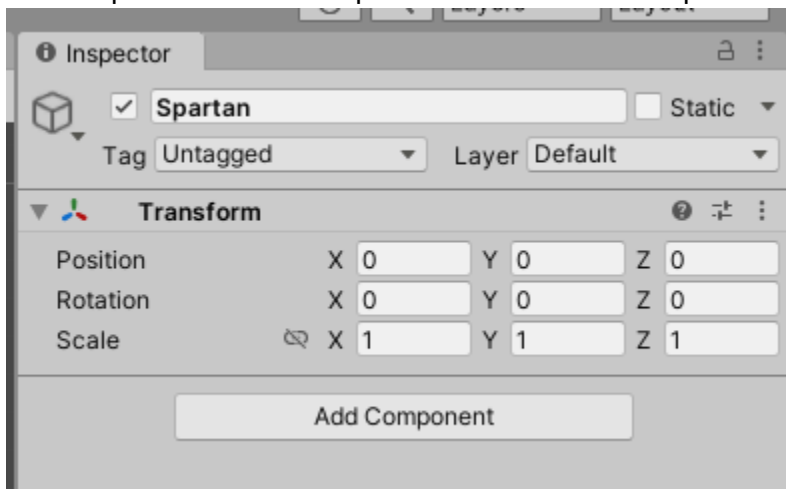 Inspector
Spartan Static
Tag Untagged Layer Default
Transform
Position X 0 Y 0 Z 0
Rotation X 0 Y 0 Z 0
Scale X 1 Y 1 Z 1
Add Component